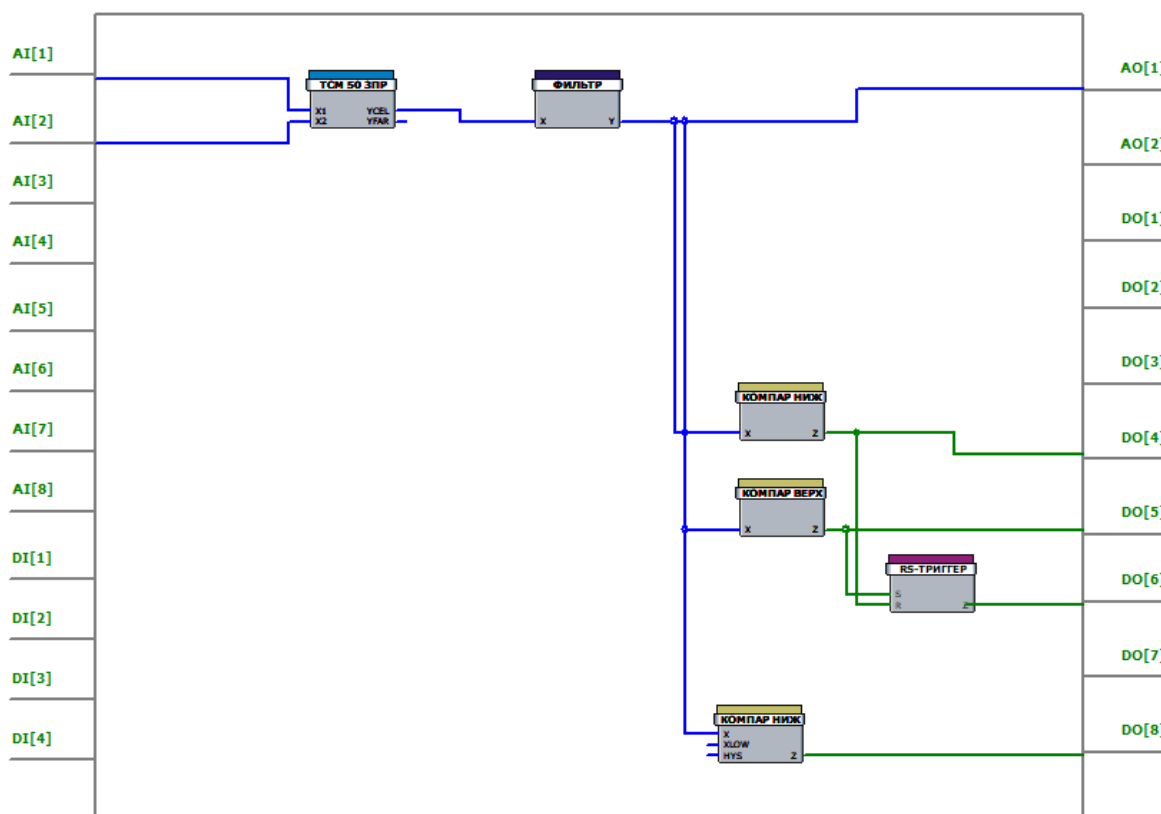 AI[1]
AI[2]
AI[3]
AI[4]
AI[5]
AI[6]
AI[7]
AI[8]
DI[1]
DI[2]
DI[3]
DI[4]
ТСМ 50 3ПР
X1 YCEL
X2 YFAR
ФИЛЬТР
X Y
КОМПАР НИЖ
X Z
КОМПАР ВЕРХ
X Z
RS-ТРИГГЕР
S
R Z
КОМПАР НИЖ
X
XLOW
HYS Z
AO[1]
AO[2]
DO[1]
DO[2]
DO[3]
DO[4]
DO[5]
DO[6]
DO[7]
DO[8]